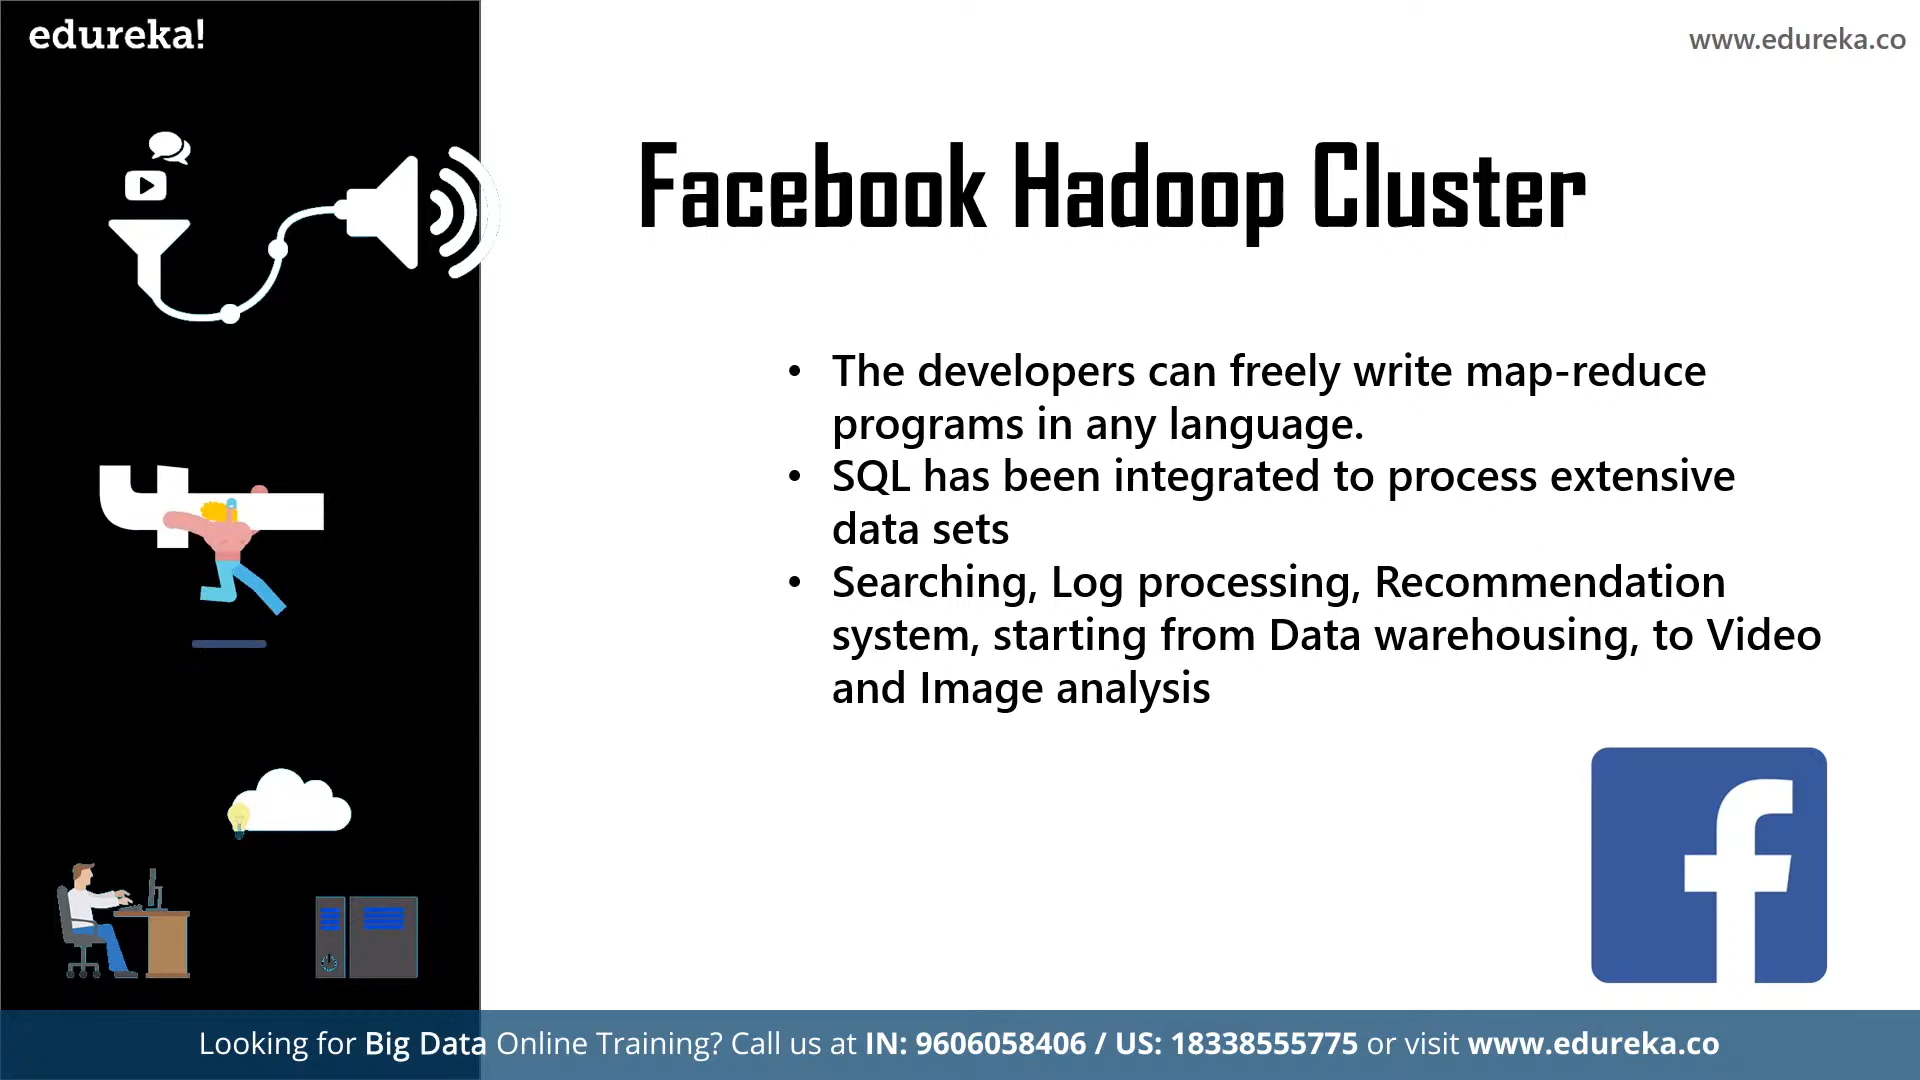 edureka!
www.edureka.co
Facebook Hadoop Cluster
• The developers can freely write map-reduce
programs in any language.
• SQL has been integrated to process extensive
data sets
• Searching, Log processing, Recommendation
system, starting from Data warehousing, to Video
and Image analysis
f
Looking for Big Data Online Training? Call us at IN: 9606058406 / US: 18338555775 or visit www.edureka.co